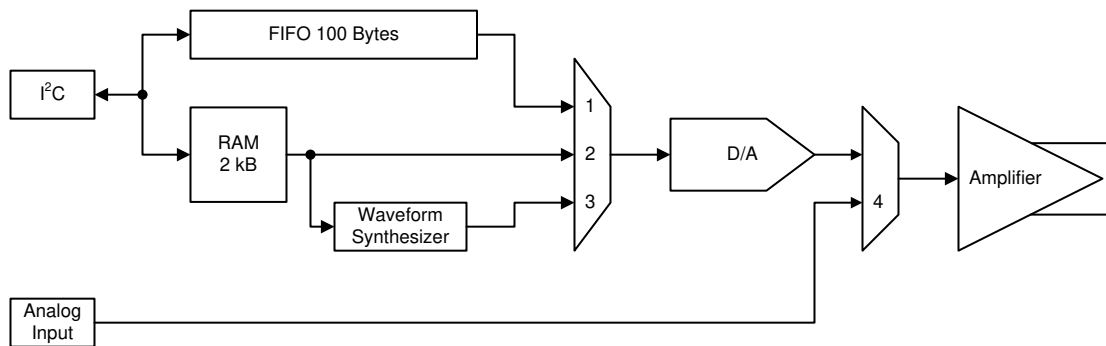 FIFO 100 Bytes
I²C
RAM
2 kB
1
2
3
D/A
Amplifier
4
Waveform
Synthesizer
Analog
Input